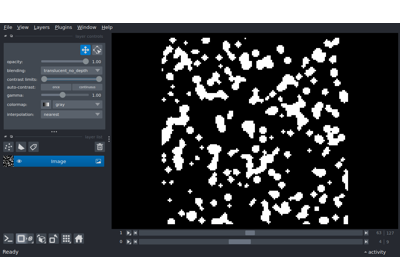 File View Layers Plugins Window Help
opacity: 1.00
blending: translucent_no_depth
contrast limits:
auto-contrast: once continuous
gamma: 1.00
colormap: gray
interpolation: nearest
Image
1
0
Ready
activity